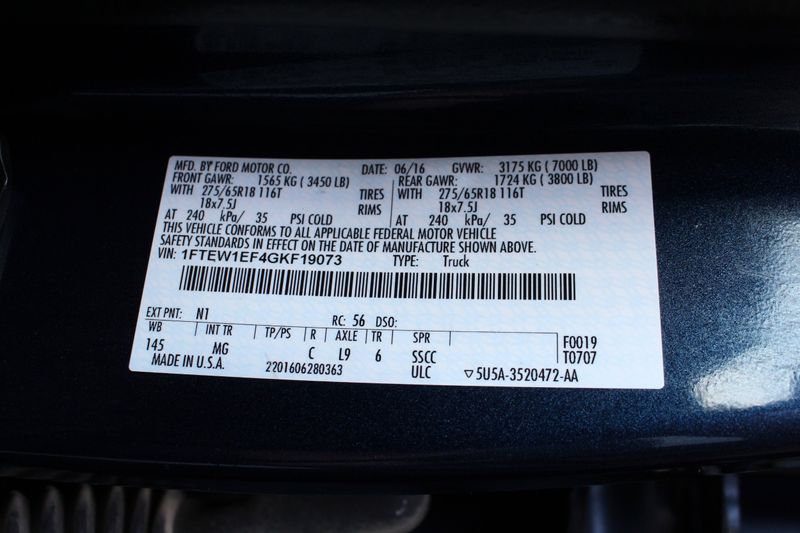 MFD. BY FORD MOTOR CO. DATE: 06/16 GVWR: 3175 KG ( 7000 LB)
FRONT GAWR: 1565 KG ( 3450 LB) REAR GAWR: 1724 KG ( 3800 LB)
WITH 275/65R18 116T TIRES WITH 275/65R18 116T TIRES
18x7.5J RIMS 18x7.5J RIMS
AT 240 kPa/ 35 PSI COLD AT 240 kPa/ 35 PSI COLD
THIS VEHICLE CONFORMS TO ALL APPLICABLE FEDERAL MOTOR VEHICLE
SAFETY STANDARDS IN EFFECT ON THE DATE OF MANUFACTURE SHOWN ABOVE.
VIN: 1FTEW1EF4GKF19073 TYPE: Truck
EXT PNT: N1 RC: 56 DSO:
WB INT TR TP/PS R AXLE TR SPR F0019
145 MG C L9 6 SSCC T0707
MADE IN U.S.A. 2201606280363 ULC ▽5U5A-3520472-AA